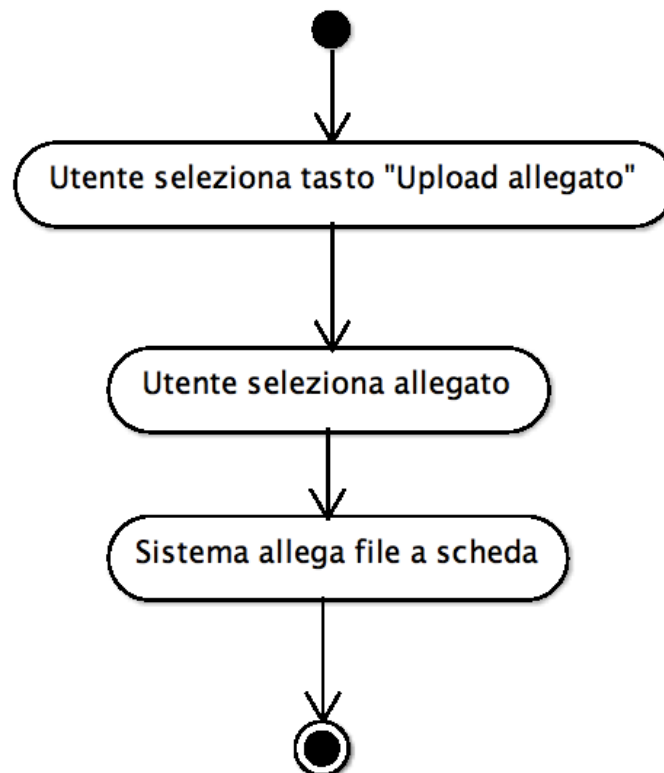 Utente seleziona tasto "Upload allegato"
Utente seleziona allegato
Sistema allega file a scheda